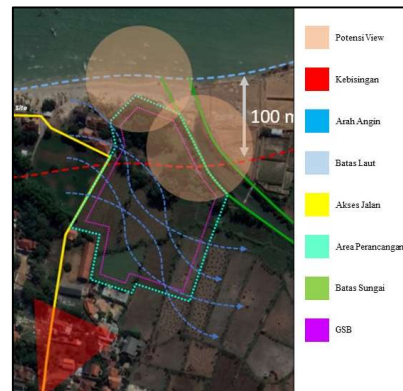 Site
100 m
Potensi View
Kebisingan
Arah Angin
Batas Laut
Akses Jalan
Area Perancangan
Batas Sungai
GSB